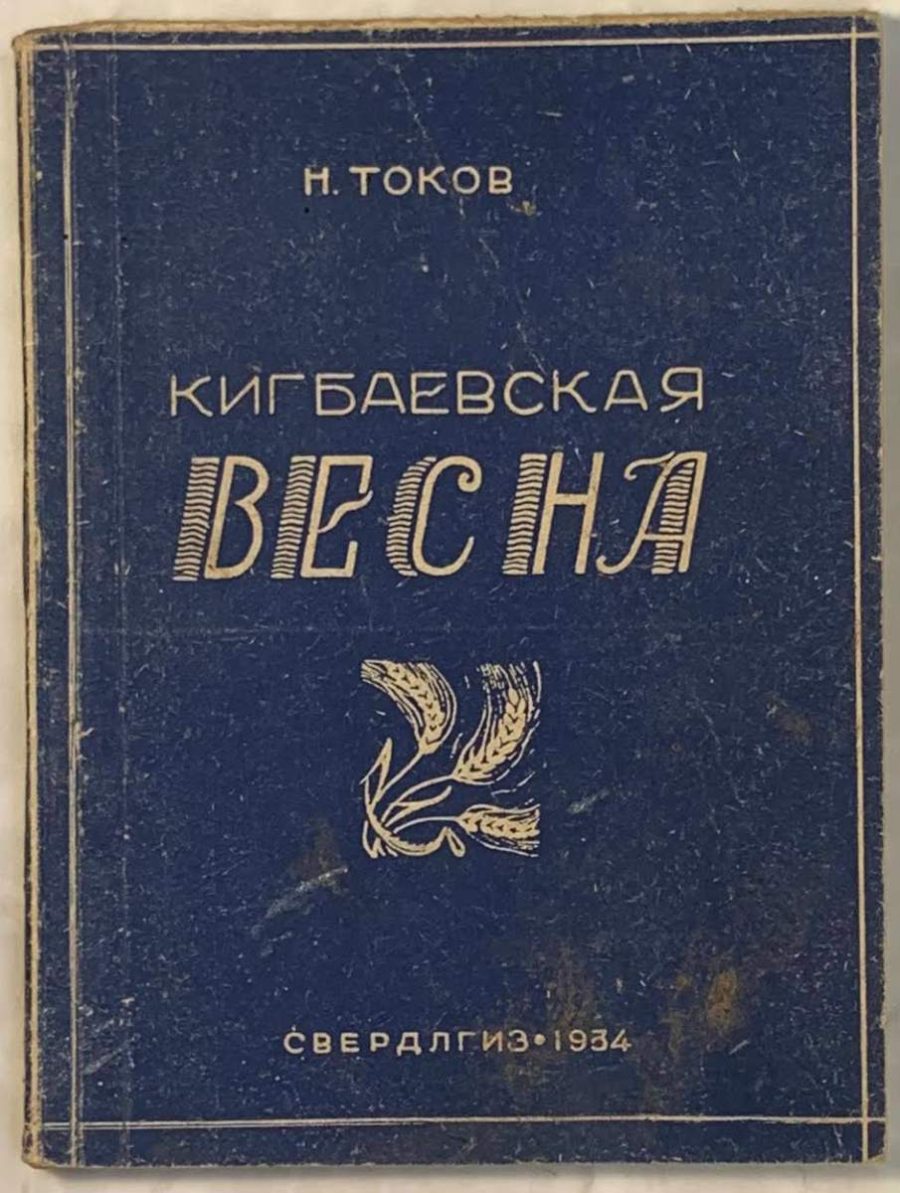 Н. ТОКОВ
КИГБАЕВСКАЯ
ВЕСНА
СВЕРДЛГИЗ • 1934